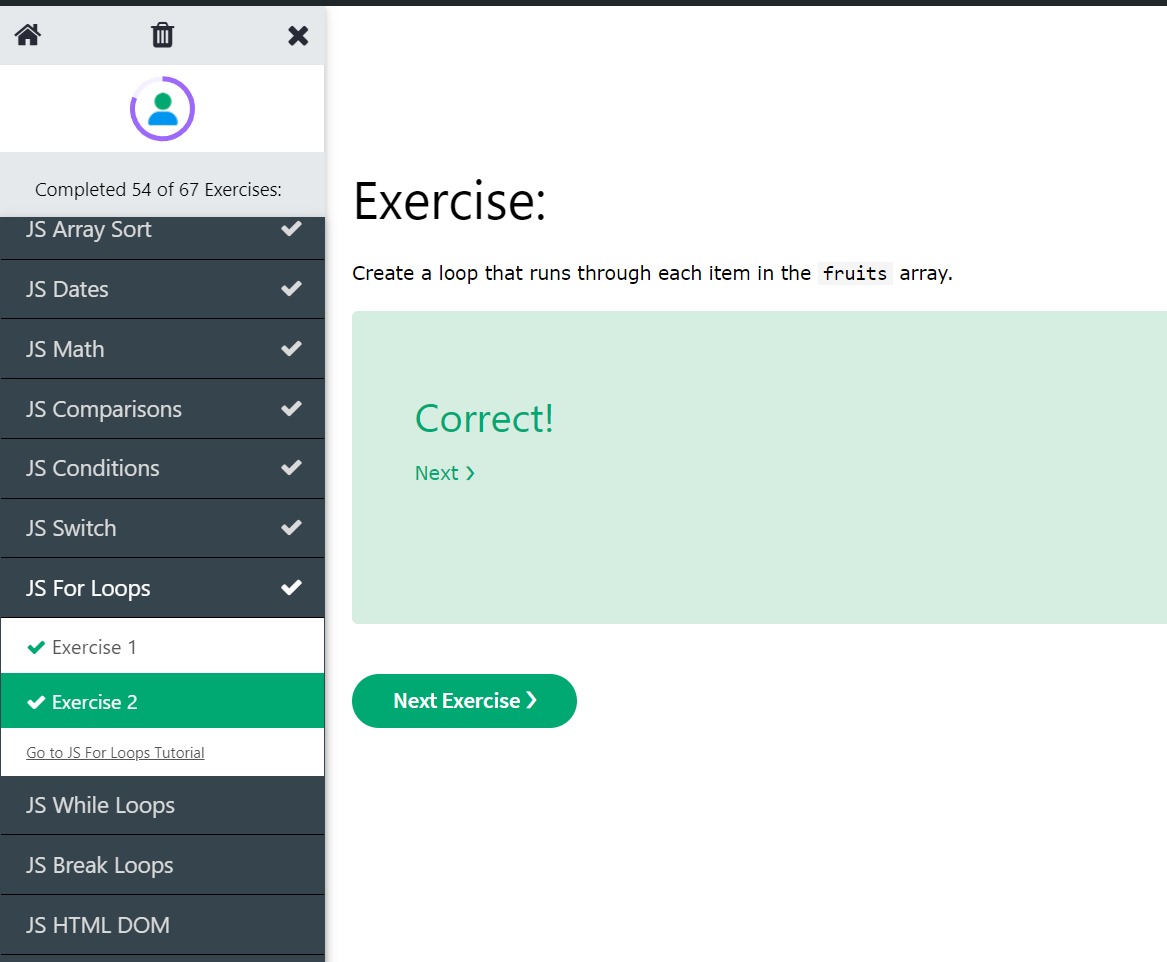 Completed 54 of 67 Exercises:
JS Array Sort
JS Dates
JS Math
JS Comparisons
JS Conditions
JS Switch
JS For Loops
Exercise 1
Exercise 2
Go to JS For Loops Tutorial
JS While Loops
JS Break Loops
JS HTML DOM
Exercise:
Create a loop that runs through each item in the fruits array.
Correct!
Next ❯
Next Exercise ❯